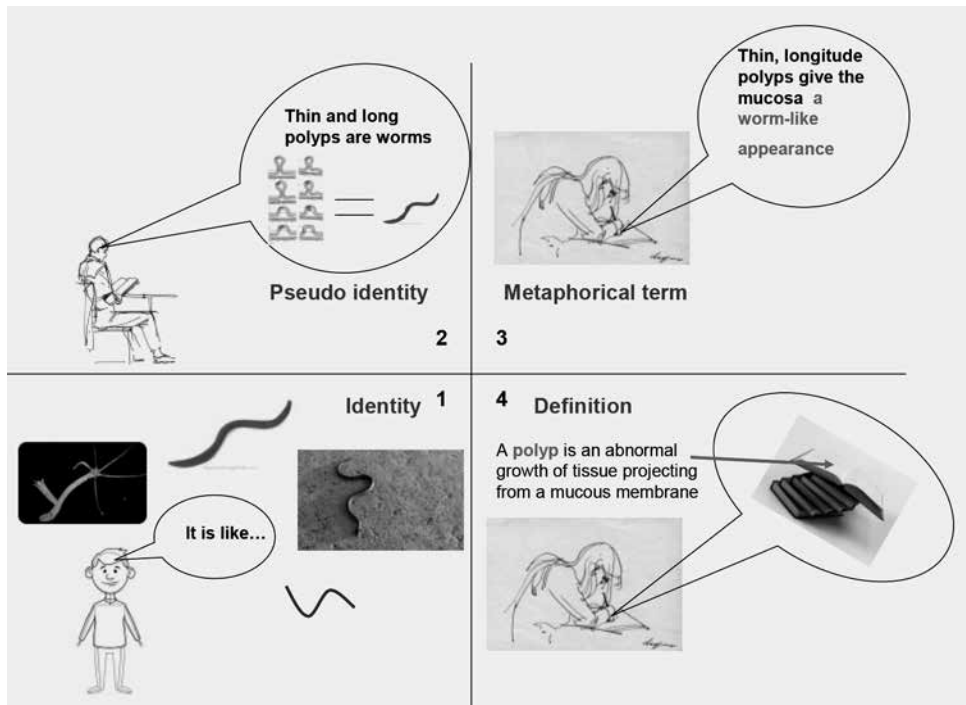 Thin and long
polyps are worms
Pseudo identity
2
Thin, longitude
polyps give the
mucosa a
worm-like
appearance
Metaphorical term
3
Identity 1
It is like...
4 Definition
A polyp is an abnormal
growth of tissue projecting
from a mucous membrane